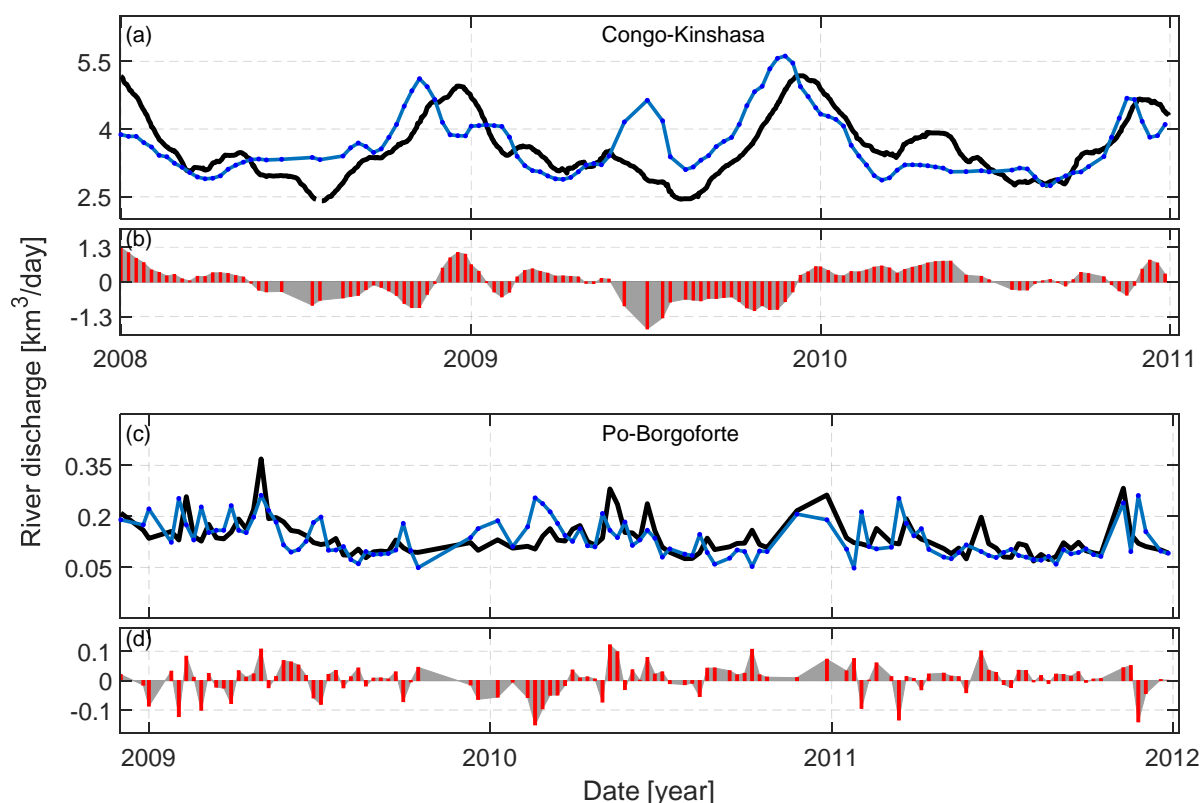 (a) Congo-Kinshasa
5.5
4
2.5
(b)
1.3
0
-1.3
2008 2009 2010 2011
River discharge [km³/day]
(c) Po-Borgoforte
0.35
0.2
0.05
(d)
0.1
0
-0.1
2009 2010 2011 2012
Date [year]